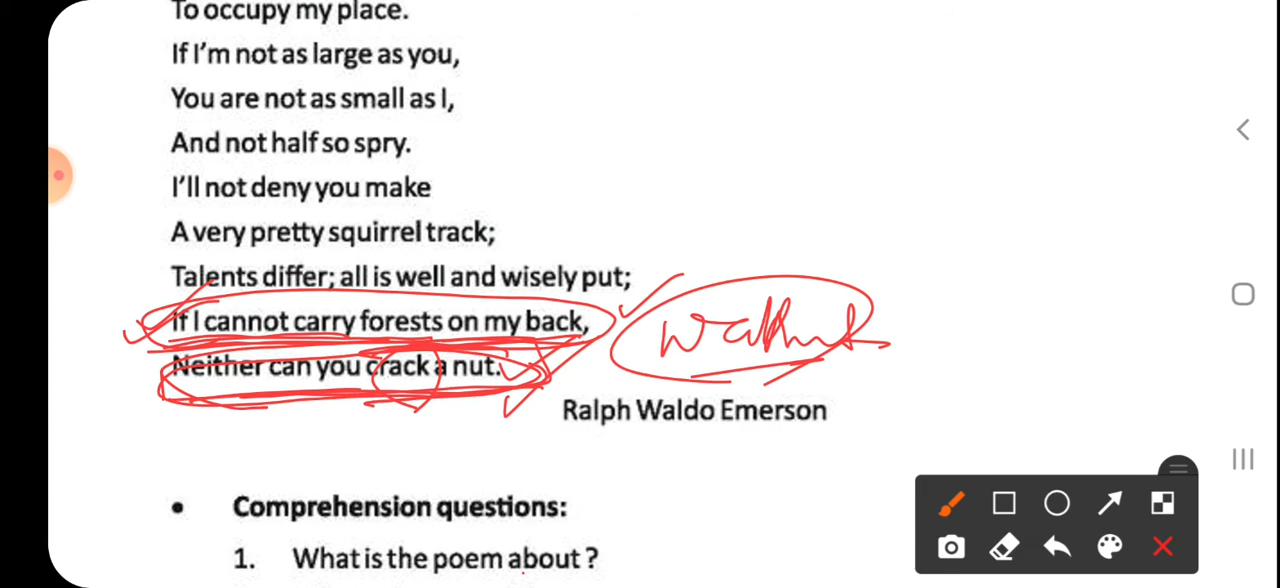 To occupy my place.
If I'm not as large as you,
You are not as small as I,
And not half so spry.
I'll not deny you make
A very pretty squirrel track;
Talents differ; all is well and wisely put;
If I cannot carry forests on my back,
walnut
Neither can you crack a nut.
Ralph Waldo Emerson
• Comprehension questions:
1. What is the poem about ?